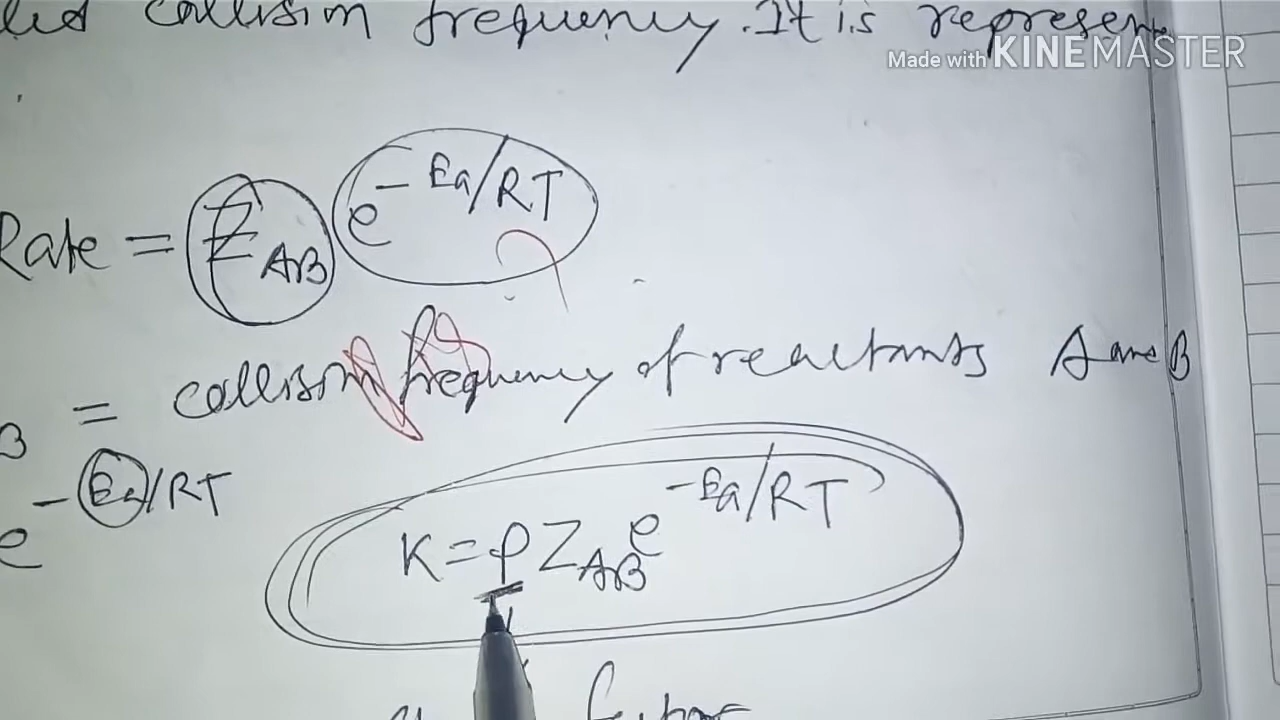 collision frequency. It is represen
Made with KINEMASTER
Rate = Z_AB e^-Ea/RT
= collision frequency of reactants A and B
e^-Ea/RT
K = P Z_AB e^-Ea/RT
factor